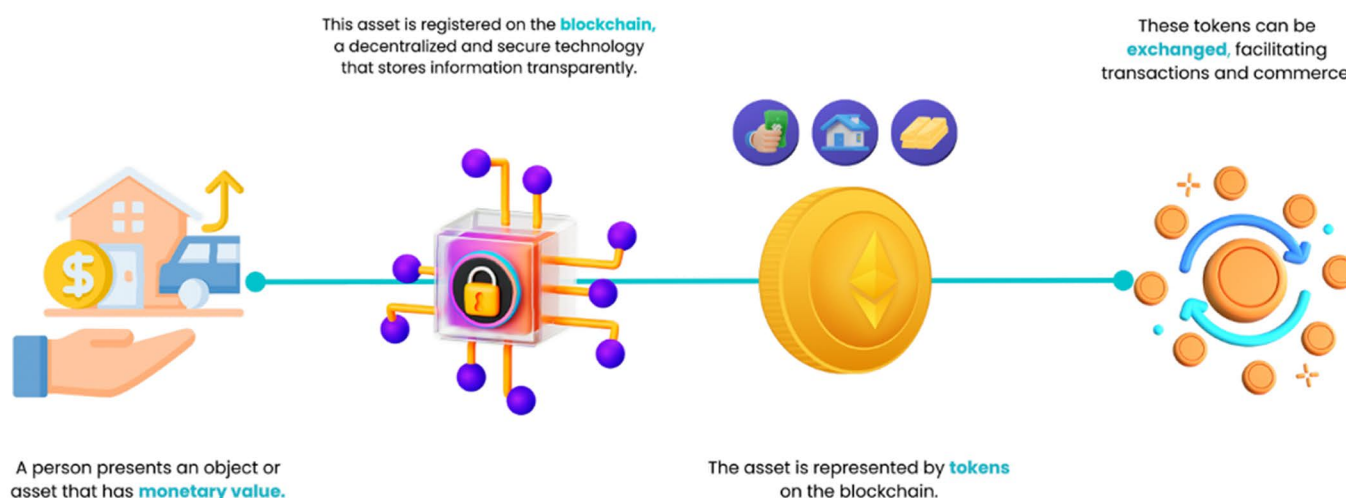 This asset is registered on the blockchain,
a decentralized and secure technology
that stores information transparently.
These tokens can be
exchanged, facilitating
transactions and commerce
A person presents an object or
asset that has monetary value.
The asset is represented by tokens
on the blockchain.